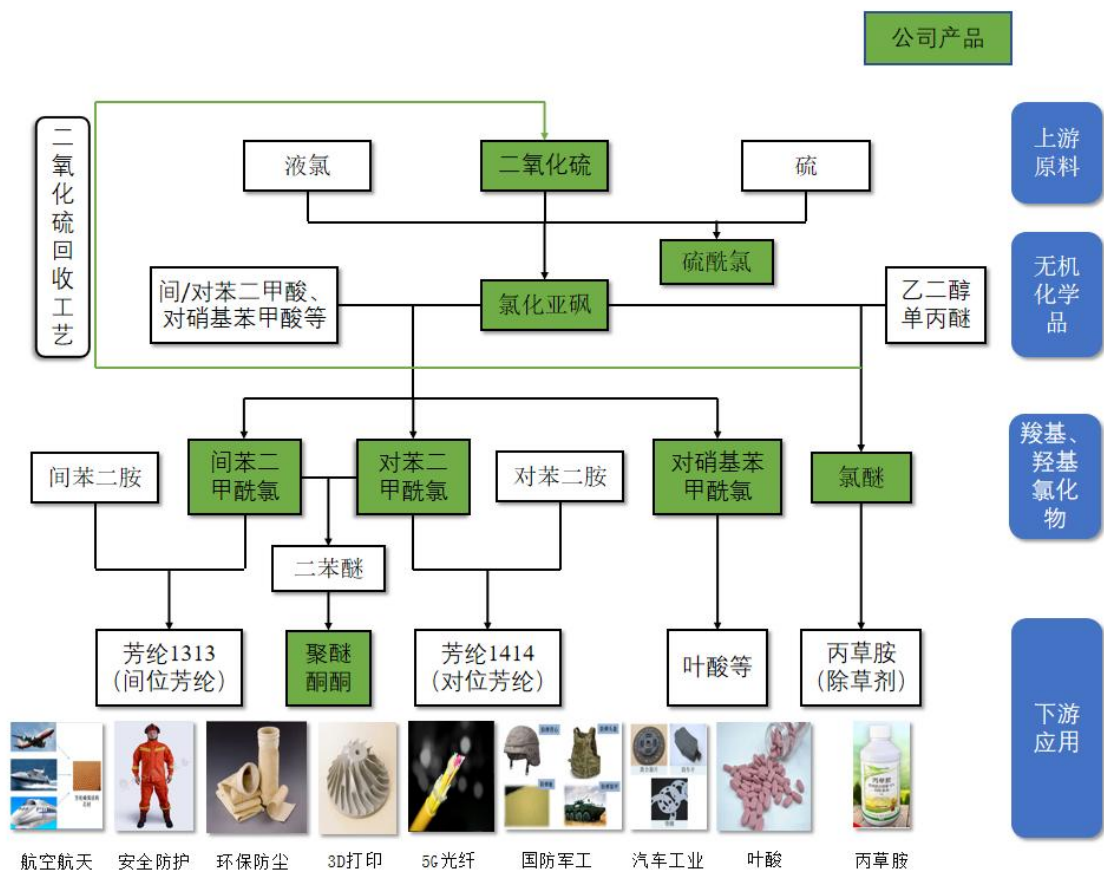 公司产品
二氧化硫回收工艺
液氯
二氧化硫
硫
上游
原料
硫酰氯
间/对苯二甲酸、
对硝基苯甲酸等
氯化亚砜
乙二醇
单丙醚
无机
化学
品
间苯二胺
间苯二
甲酰氯
对苯二
甲酰氯
对苯二胺
对硝基苯
甲酰氯
氯醚
羧基、
羟基
氯化
物
二苯醚
芳纶1313
（间位芳纶）
聚醚
酮酮
芳纶1414
（对位芳纶）
叶酸等
丙草胺
（除草剂）
下游
应用
丙草胺
航空航天
安全防护
环保防尘
3D打印
5G光纤
国防军工
汽车工业
叶酸
丙草胺